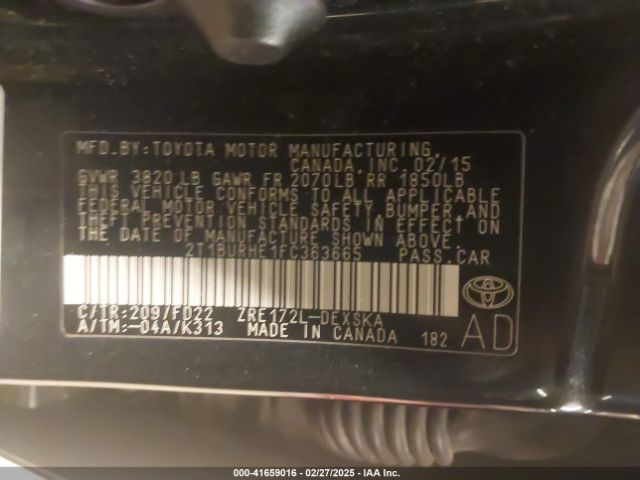 MFD.BY:TOYOTA MOTOR MANUFACTURING,
CANADA,INC. 02/15
GVWR 3820LB GAWR FR 2070LB RR 1850LB
THIS VEHICLE CONFORMS TO ALL APPLICABLE
FEDERAL MOTOR VEHICLE SAFETY,BUMPER,AND
THEFT PREVENTION STANDARDS IN EFFECT ON
THE DATE OF MANUFACTURE SHOWN ABOVE.
2T1BURHE1FC363665 PASS.CAR
C/TR:209/FD22 ZRE172L-DEXSKA
A/TM:-04A/K313 MADE IN CANADA 182
AD
000-41659016 - 02/27/2025 - IAA Inc.